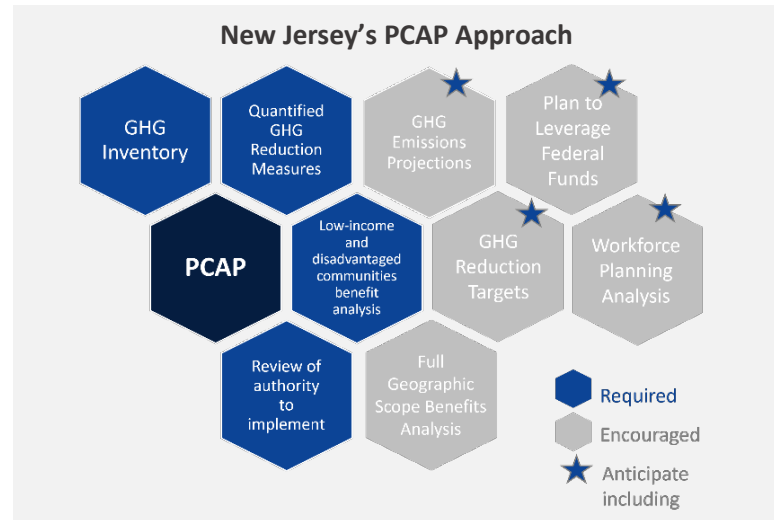 New Jersey's PCAP Approach
GHG
Inventory
Quantified
GHG
Reduction
Measures
GHG
Emissions
Projections
Plan to
Leverage
Federal
Funds
PCAP
Low-income
and
disadvantaged
communities
benefit
analysis
GHG
Reduction
Targets
Workforce
Planning
Analysis
Review of
authority
to
implement
Full
Geographic
Scope Benefits
Analysis
Required
Encouraged
Anticipate
including